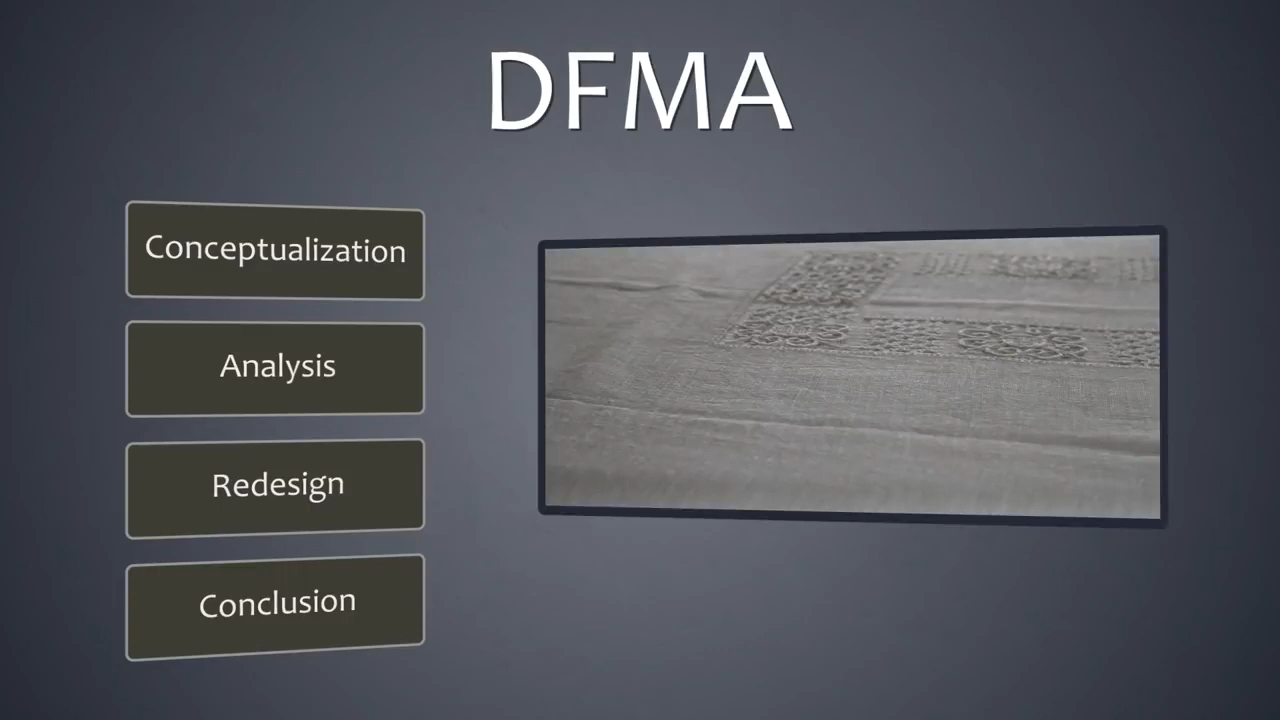 DFMA
Conceptualization
Analysis
Redesign
Conclusion